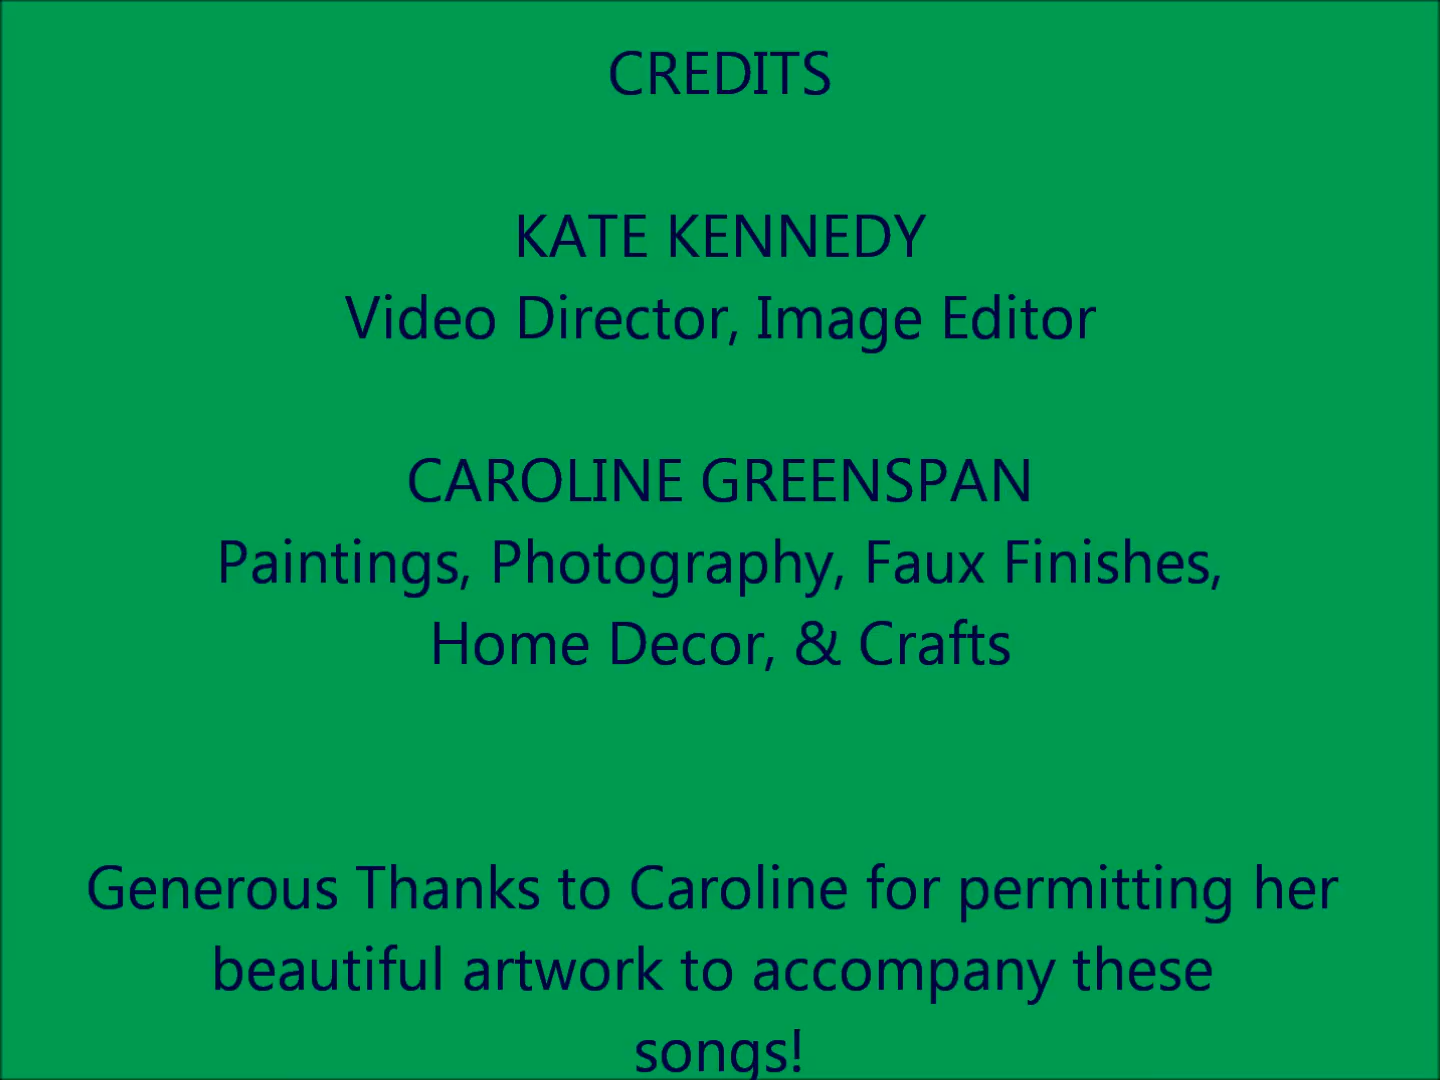 CREDITS
KATE KENNEDY
Video Director, Image Editor
CAROLINE GREENSPAN
Paintings, Photography, Faux Finishes,
Home Decor, & Crafts
Generous Thanks to Caroline for permitting her
beautiful artwork to accompany these
songs!